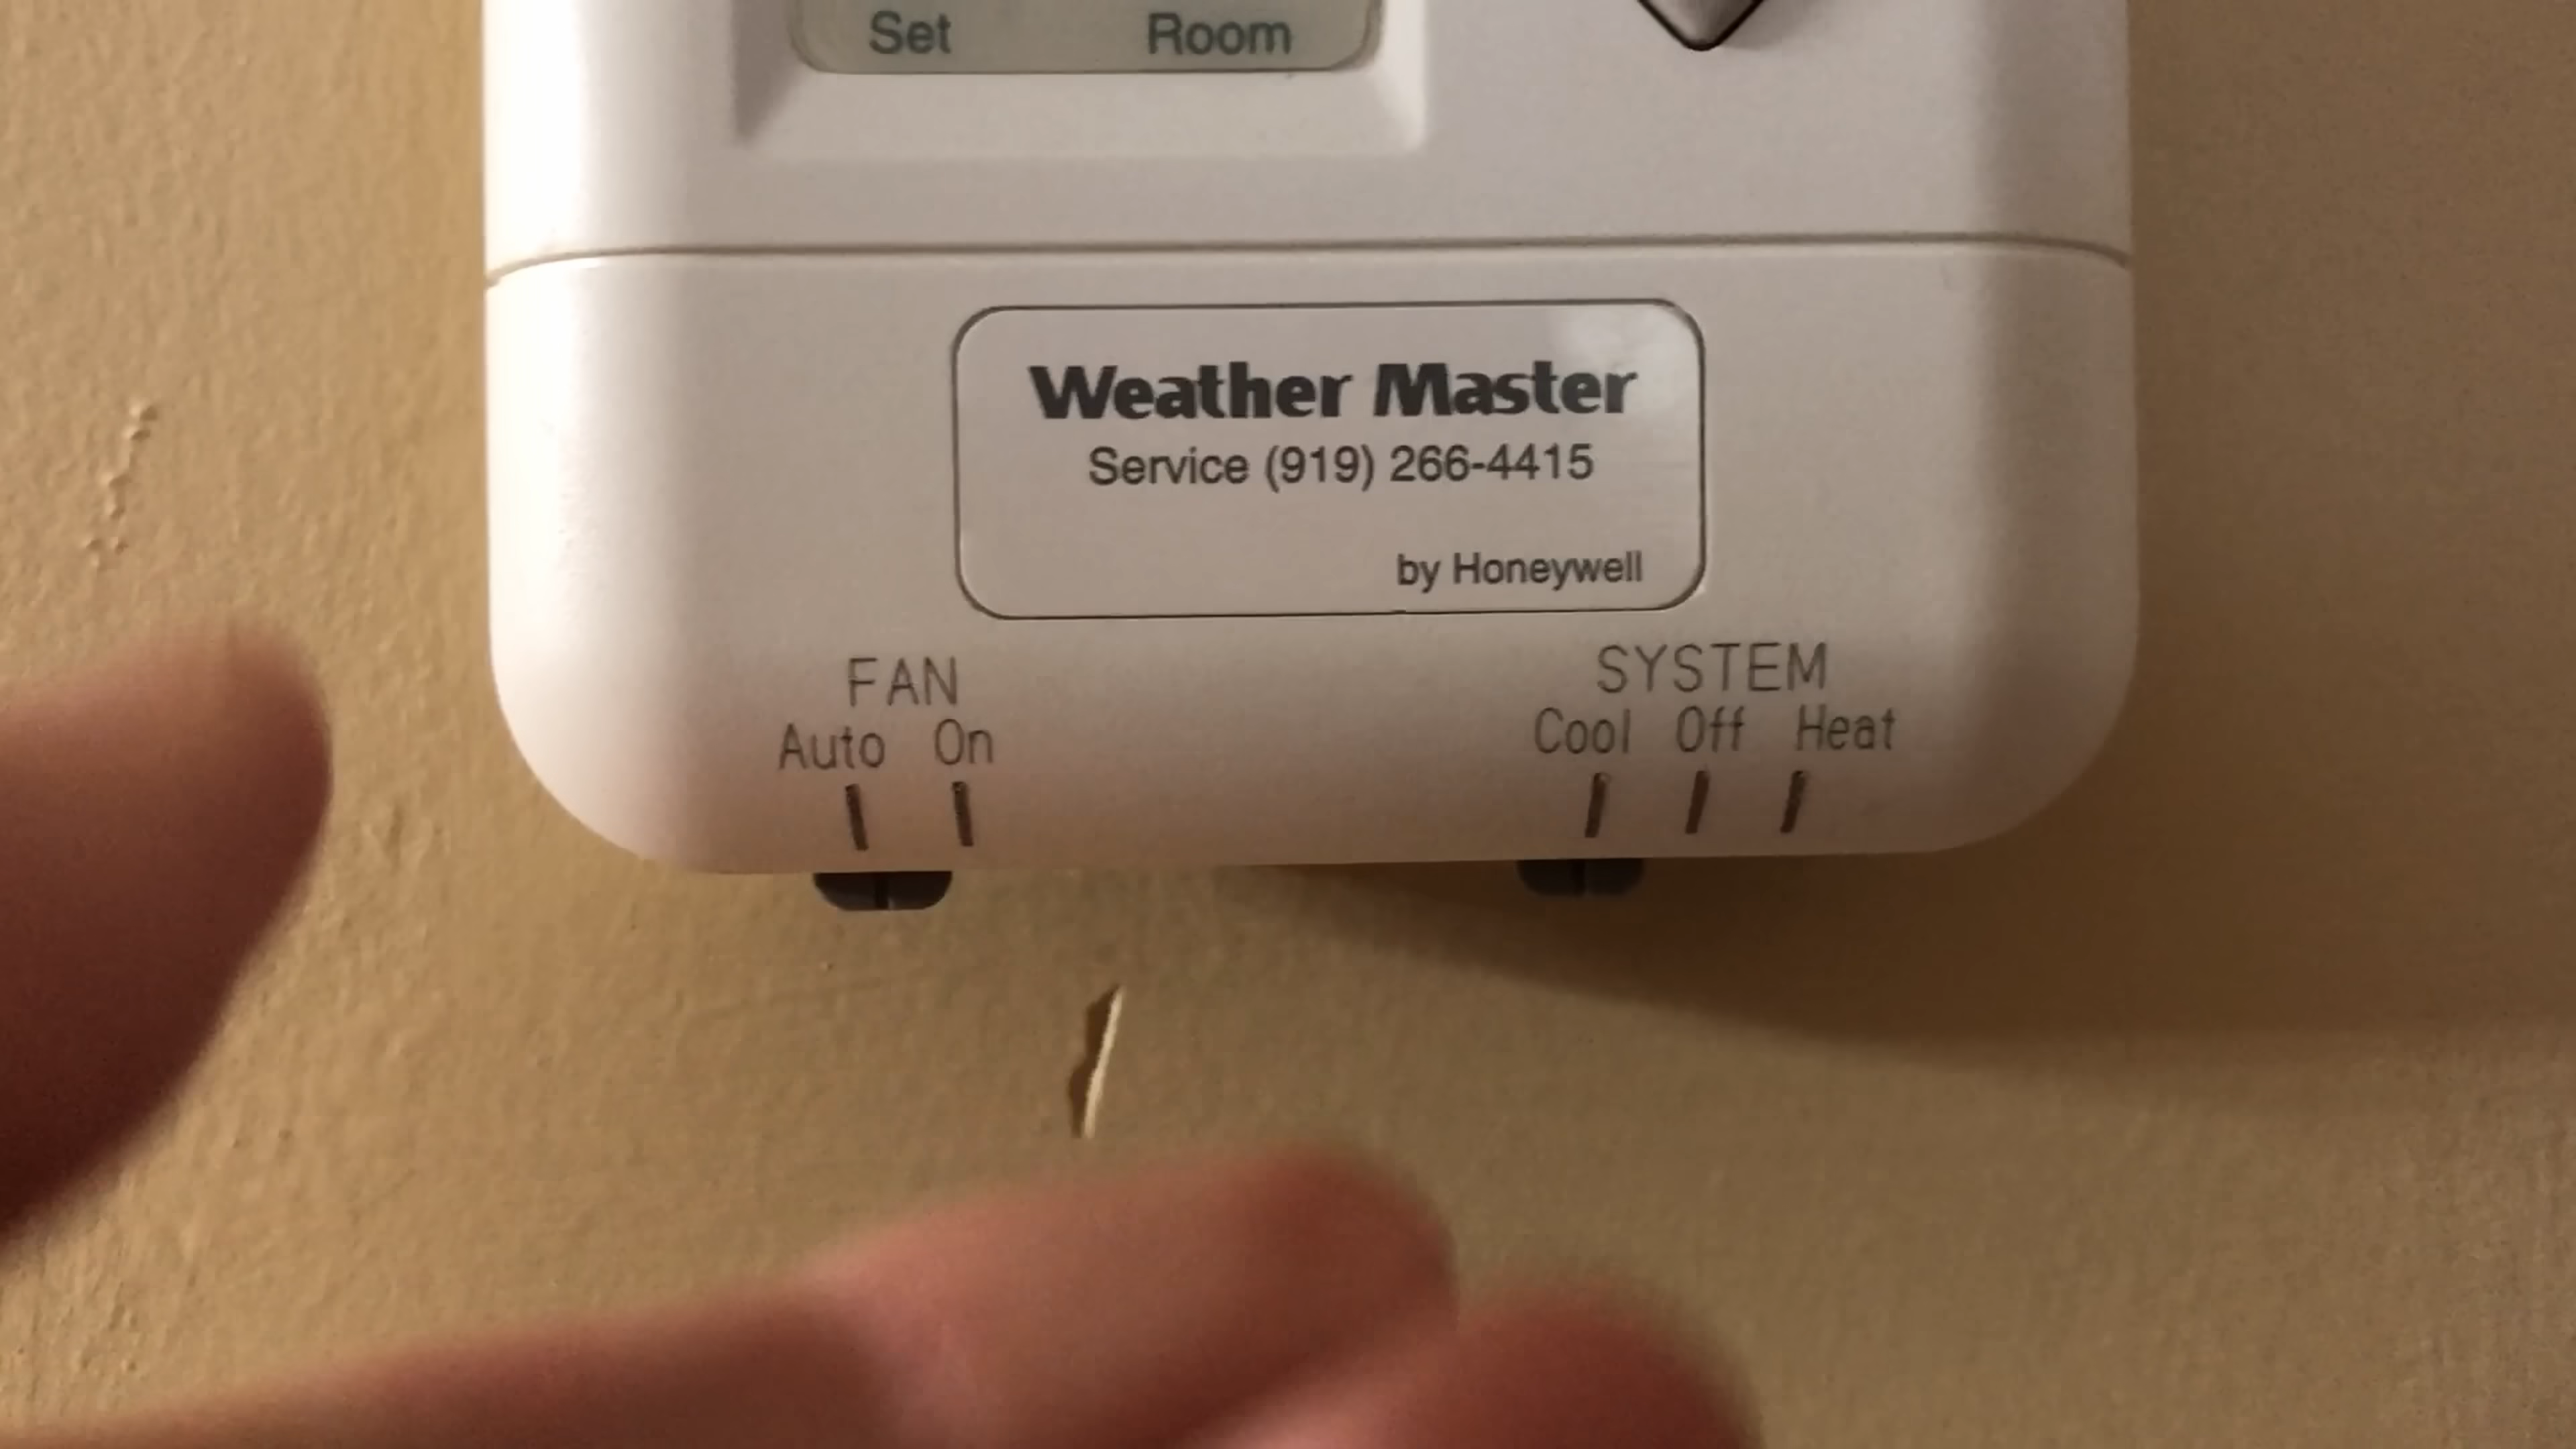 Set Room
Weather Master
Service (919) 266-4415
by Honeywell
FAN
Auto On
SYSTEM
Cool Off Heat